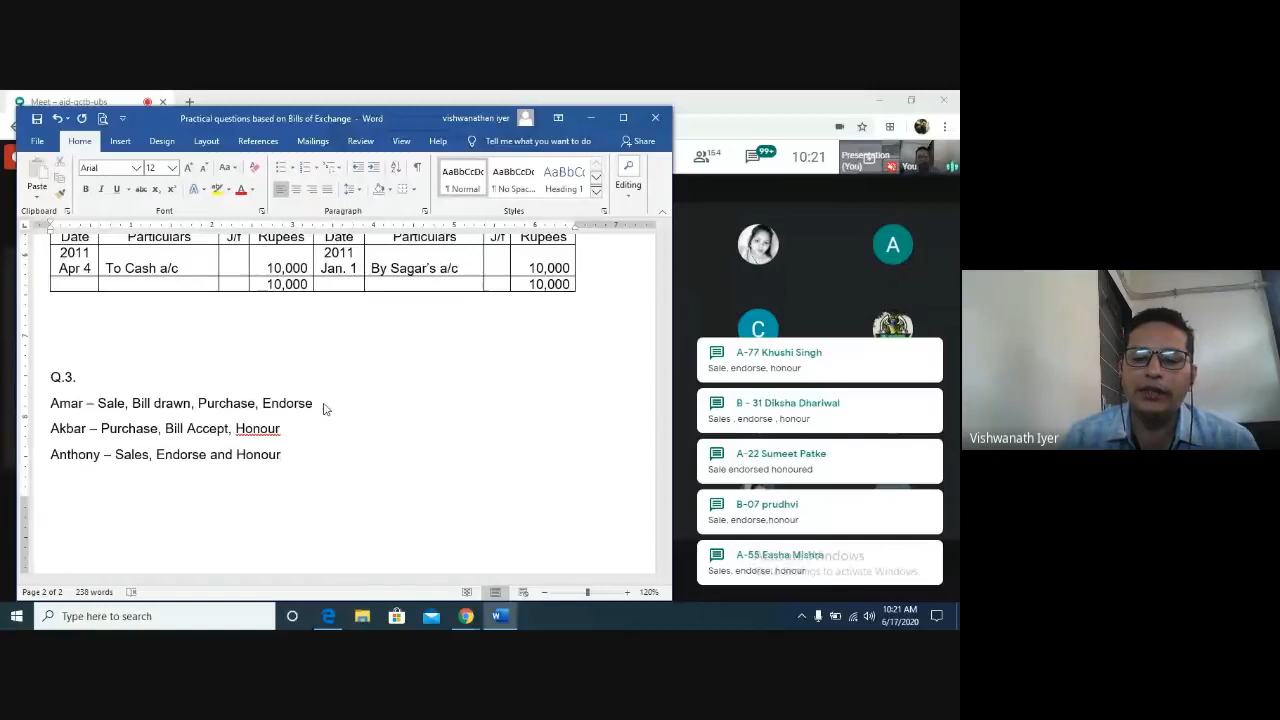 Meet – ajd-qctb-ubs
Practical questions based on Bills of Exchange - Word
vishwanathan iyer
File Home Insert Design Layout References Mailings Review View Help Tell me what you want to do Share
Paste
Arial 12
AaBbCcDc AaBbCcDc AaBbCc
¶ Normal ¶ No Spac... Heading 1
Editing
Clipboard Font Paragraph Styles
154 99+ 10:21 Presentation (You) You
Date Particulars J/f Rupees Date Particulars J/f Rupees
2011 2011
Apr 4 To Cash a/c 10,000 Jan. 1 By Sagar's a/c 10,000
10,000 10,000
Q.3.
Amar – Sale, Bill drawn, Purchase, Endorse
Akbar – Purchase, Bill Accept, Honour
Anthony – Sales, Endorse and Honour
A
C
A-77 Khushi Singh
Sale, endorse, honour
B - 31 Diksha Dhariwal
Sales , endorse , honour
A-22 Sumeet Patke
Sale endorsed honoured
B-07 prudhvi
Sale, endorse,honour
A-55 Eesha Mishra
Sales, endorse, honour
to activate Windows.
Vishwanath Iyer
Page 2 of 2 238 words 120%
Type here to search
10:21 AM
6/17/2020